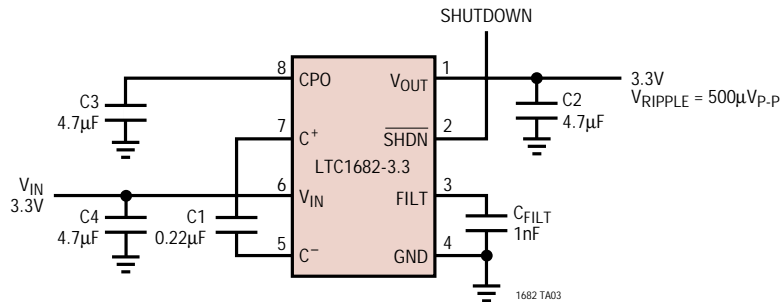 SHUTDOWN
8
CPO
VOUT
1
3.3V
VRIPPLE = 500µVP-P
C3
4.7µF
C2
4.7µF
7
C+
SHDN
2
LTC1682-3.3
VIN
3.3V
6
VIN
FILT
3
C4
4.7µF
C1
0.22µF
CFILT
1nF
5
C−
GND
4
1682 TA03